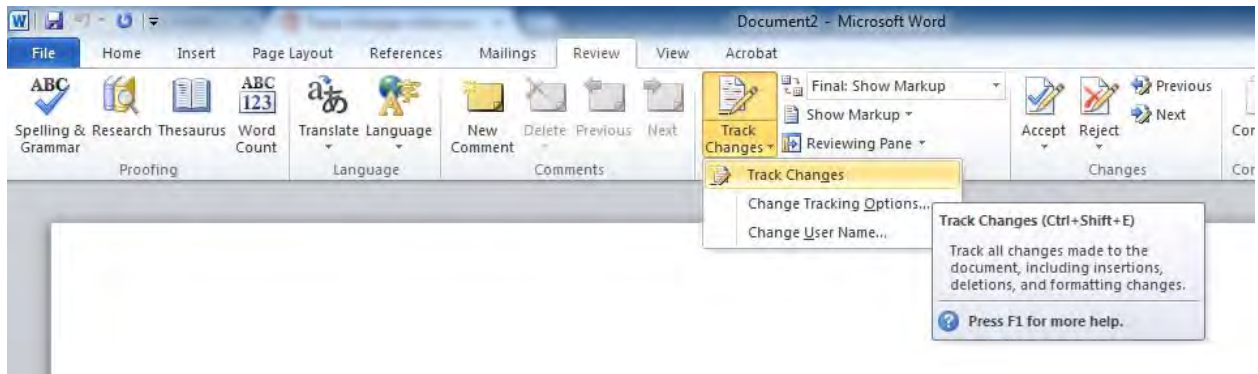 W
Document2 - Microsoft Word
File Home Insert Page Layout References Mailings Review View Acrobat
ABC
ABC
123
aあ
Spelling & Grammar
Research
Thesaurus
Word Count
Translate
Language
New Comment
Delete
Previous
Next
Track Changes
Final: Show Markup
Show Markup
Reviewing Pane
Accept
Reject
Previous
Next
Proofing
Language
Comments
Changes
Track Changes
Change Tracking Options...
Change User Name...
Track Changes (Ctrl+Shift+E)
Track all changes made to the
document, including insertions,
deletions, and formatting changes.
Press F1 for more help.